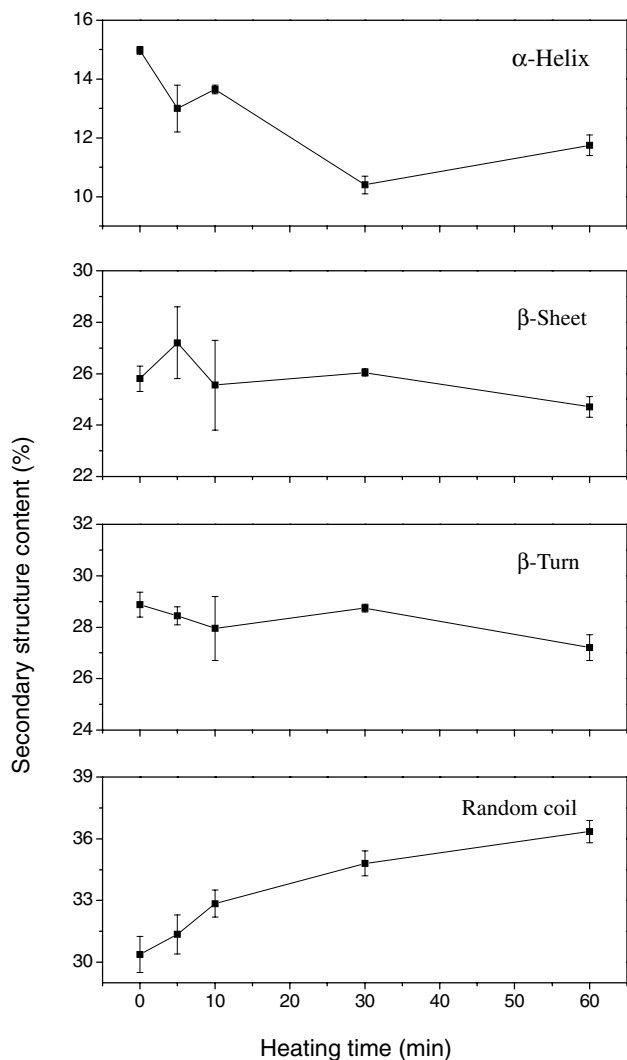 16
14
12
10
α-Helix
30
28
26
24
22
β-Sheet
32
30
28
26
24
β-Turn
39
36
33
30
Random coil
0 10 20 30 40 50 60
Heating time (min)
Secondary structure content (%)